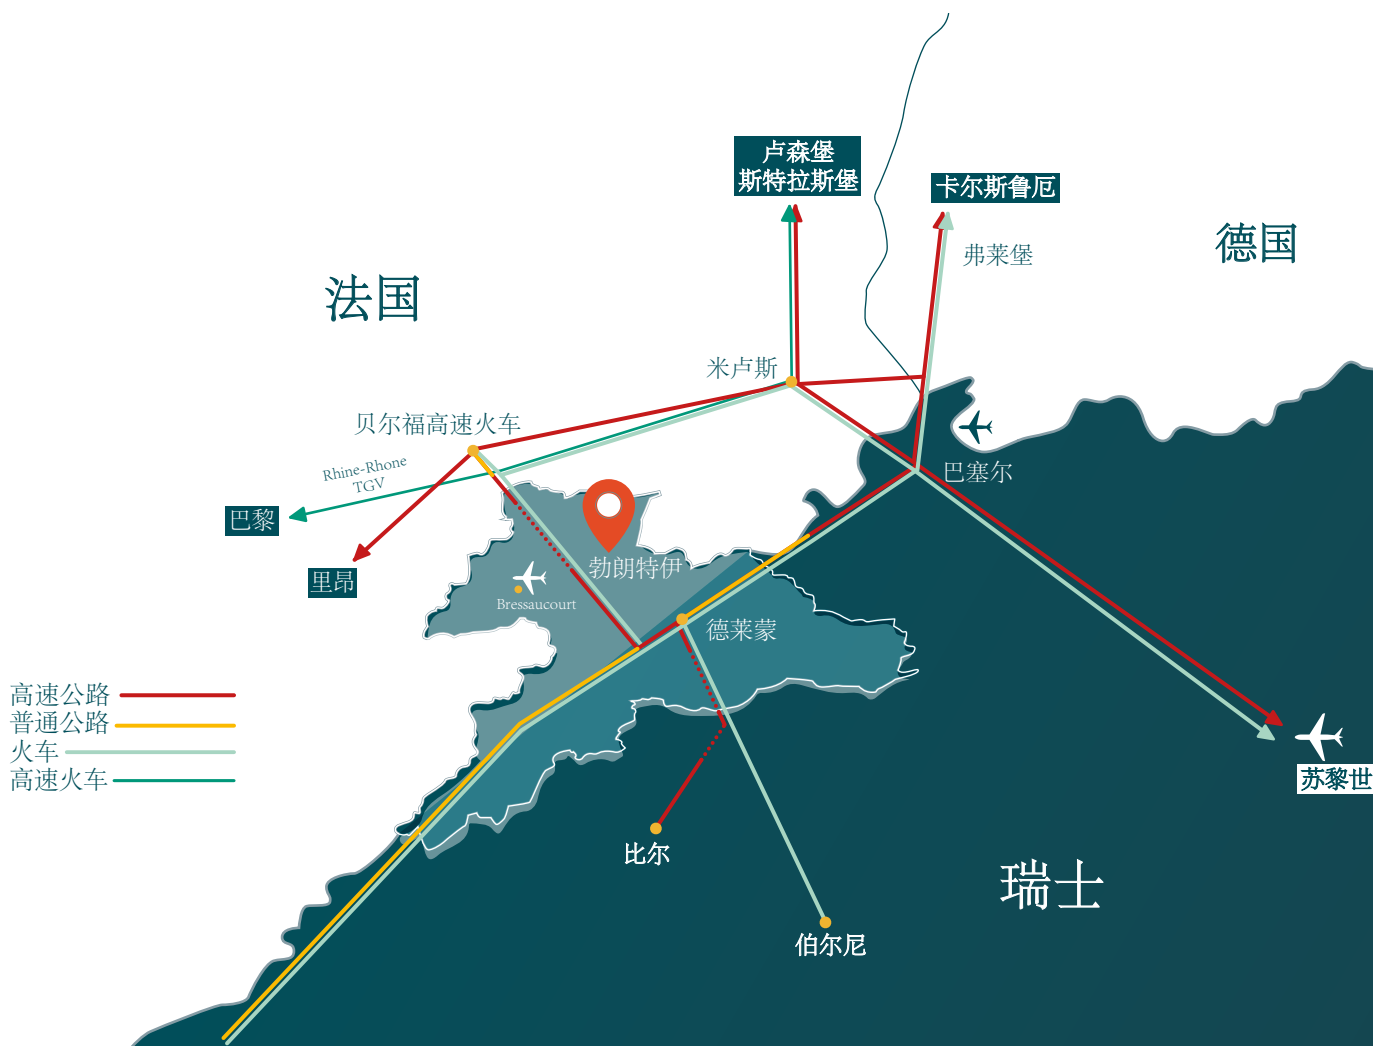 卢森堡
斯特拉斯堡
卡尔斯鲁厄
弗莱堡
德国
法国
米卢斯
贝尔福高速火车
Rhine-Rhone
TGV
巴塞尔
巴黎
里昂
勃朗特伊
Bressaucourt
德莱蒙
高速公路
普通公路
火车
高速火车
苏黎世
比尔
瑞士
伯尔尼